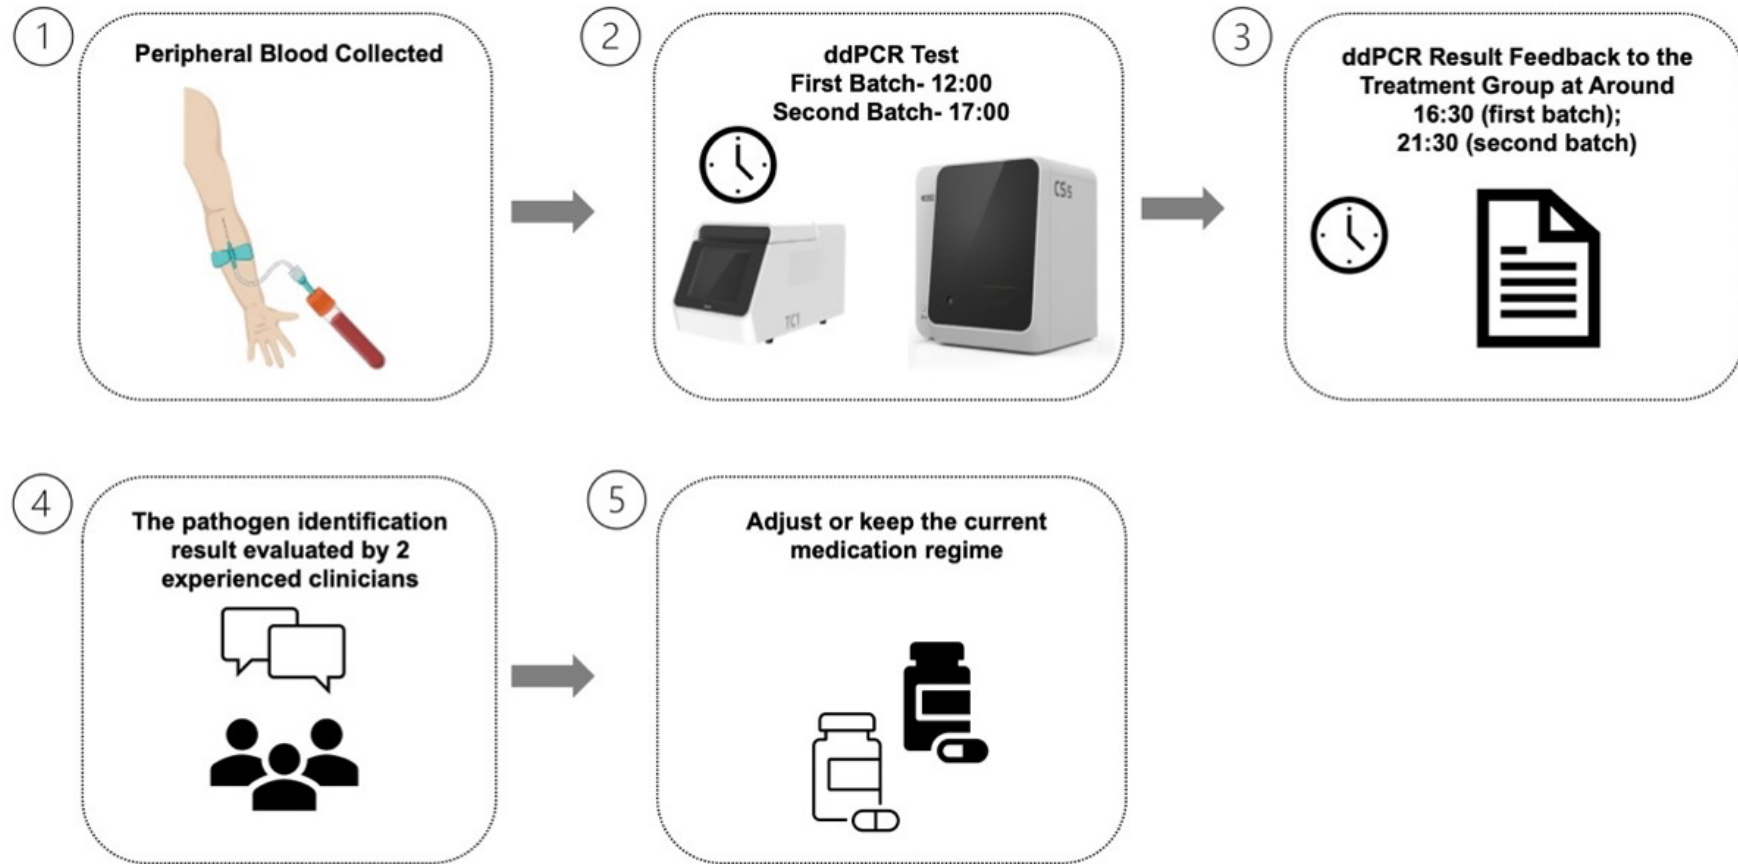 1
Peripheral Blood Collected
2
ddPCR Test
First Batch- 12:00
Second Batch- 17:00
TC1
CS5
3
ddPCR Result Feedback to the
Treatment Group at Around
16:30 (first batch);
21:30 (second batch)
4
The pathogen identification
result evaluated by 2
experienced clinicians
5
Adjust or keep the current
medication regime